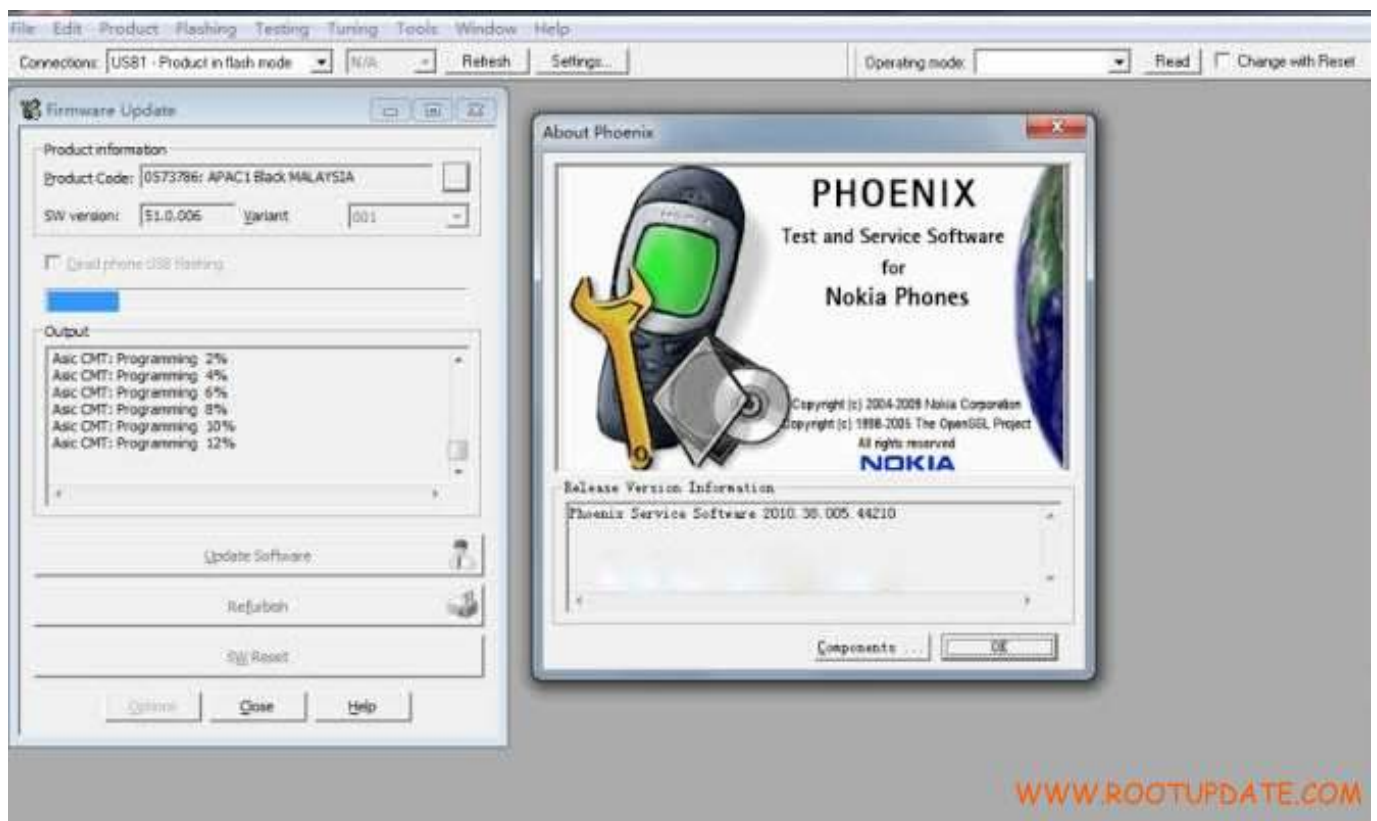 File Edit Product Flashing Testing Tuning Tools Window Help
Connections: USB1 - Product in flash mode N/A Refresh Settings... Operating mode: Read Change with Reset
Firmware Update
Product information
Product Code: 0573786: APAC1 Black MALAYSIA
SW version: 51.0.006 Variant 001
Dead phone USB flashing
Output
Asic CMT: Programming 2%
Asic CMT: Programming 4%
Asic CMT: Programming 6%
Asic CMT: Programming 8%
Asic CMT: Programming 10%
Asic CMT: Programming 12%
Update Software
Refurbish
SW Reset
Options Close Help
About Phoenix
PHOENIX
Test and Service Software
for
Nokia Phones
Copyright (c) 2004-2009 Nokia Corporation
Copyright (c) 1998-2005 The OpenSSL Project
All rights reserved
NOKIA
Release Version Information
Phoenix Service Software 2010.38.005.44210
Components ... OK
WWW.ROOTUPDATE.COM